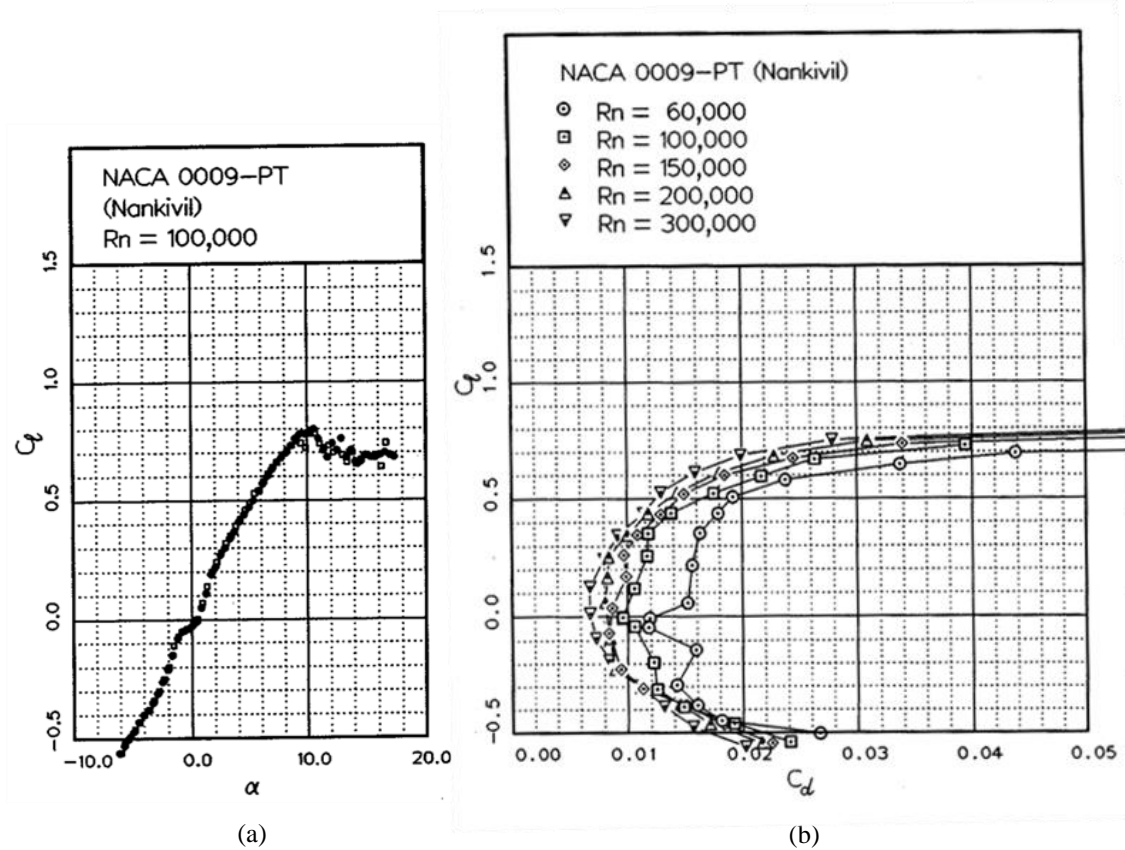 NACA 0009-PT
(Nankivil)
Rn = 100,000
1.5
1.0
0.5
0.0
-0.5
Cℓ
-10.0 0.0 10.0 20.0
α
(a)
NACA 0009-PT (Nankivil)
Rn = 60,000
Rn = 100,000
Rn = 150,000
Rn = 200,000
Rn = 300,000
1.5
1.0
0.5
0.0
-0.5
Cℓ
0.00 0.01 0.02 0.03 0.04 0.05
Cd
(b)